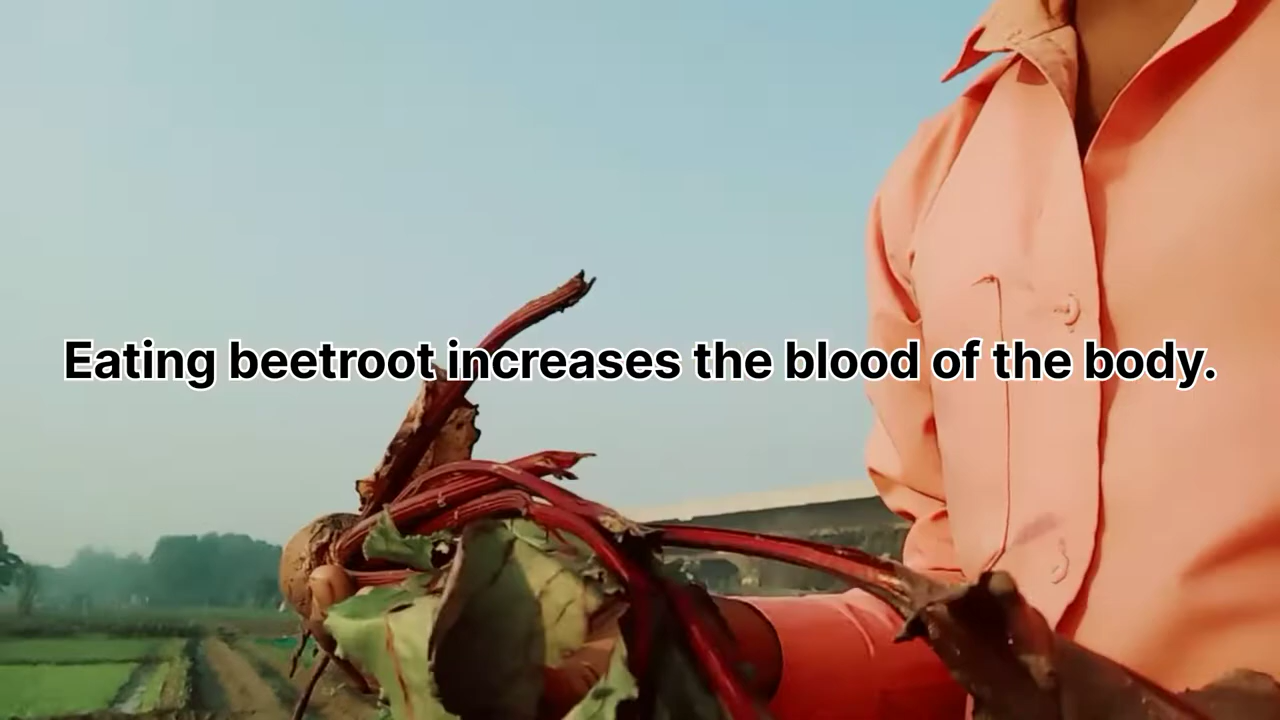 Eating beetroot increases the blood of the body.